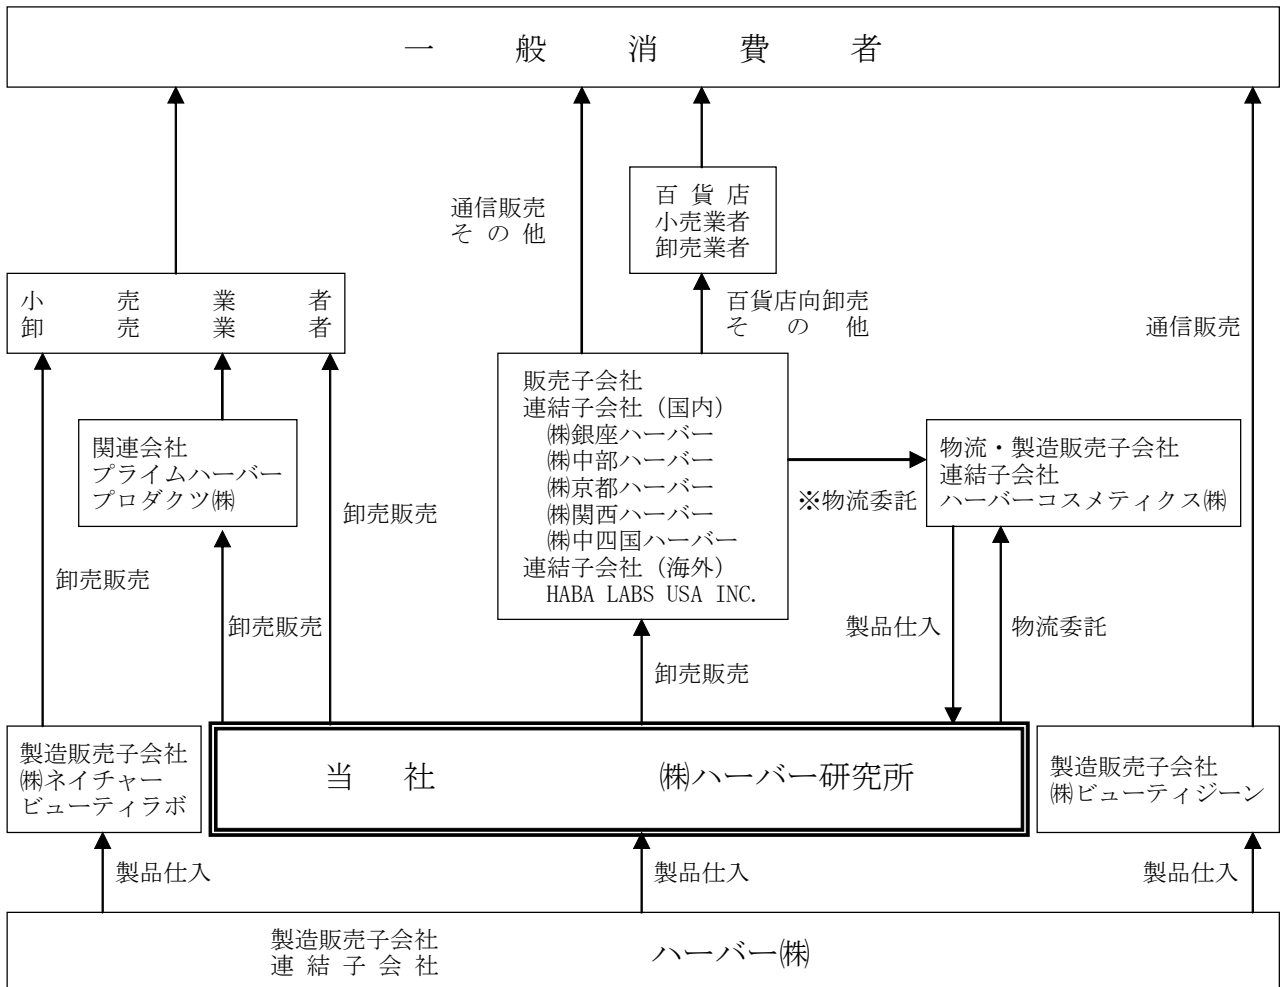 一般消費者
通信販売
その他
百貨店
小売業者
卸売業者
小売業者
卸売業者
百貨店向卸売
その他
通信販売
関連会社
プライムハーバー
プロダクツ㈱
卸売販売
販売子会社
連結子会社（国内）
㈱銀座ハーバー
㈱中部ハーバー
㈱京都ハーバー
㈱関西ハーバー
㈱中四国ハーバー
連結子会社（海外）
HABA LABS USA INC.
※物流委託
物流・製造販売子会社
連結子会社
ハーバーコスメティクス㈱
卸売販売
卸売販売
卸売販売
製品仕入
物流委託
製造販売子会社
㈱ネイチャー
ビューティラボ
当社 ㈱ハーバー研究所
製造販売子会社
㈱ビューティジーン
製品仕入
製品仕入
製品仕入
製造販売子会社
連結子会社
ハーバー㈱